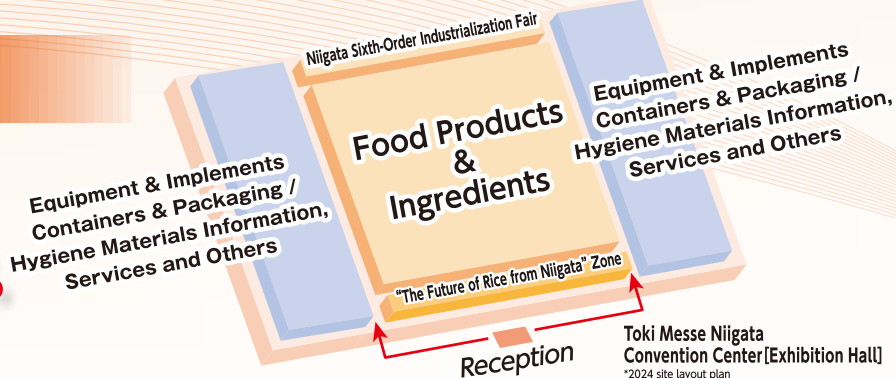 Niigata Sixth-Order Industrialization Fair
Food Products
&
Ingredients
Equipment & Implements
Containers & Packaging /
Hygiene Materials Information,
Services and Others
Equipment & Implements
Containers & Packaging /
Hygiene Materials Information,
Services and Others
“The Future of Rice from Niigata” Zone
Reception
Toki Messe Niigata
Convention Center[Exhibition Hall]
*2024 site layout plan